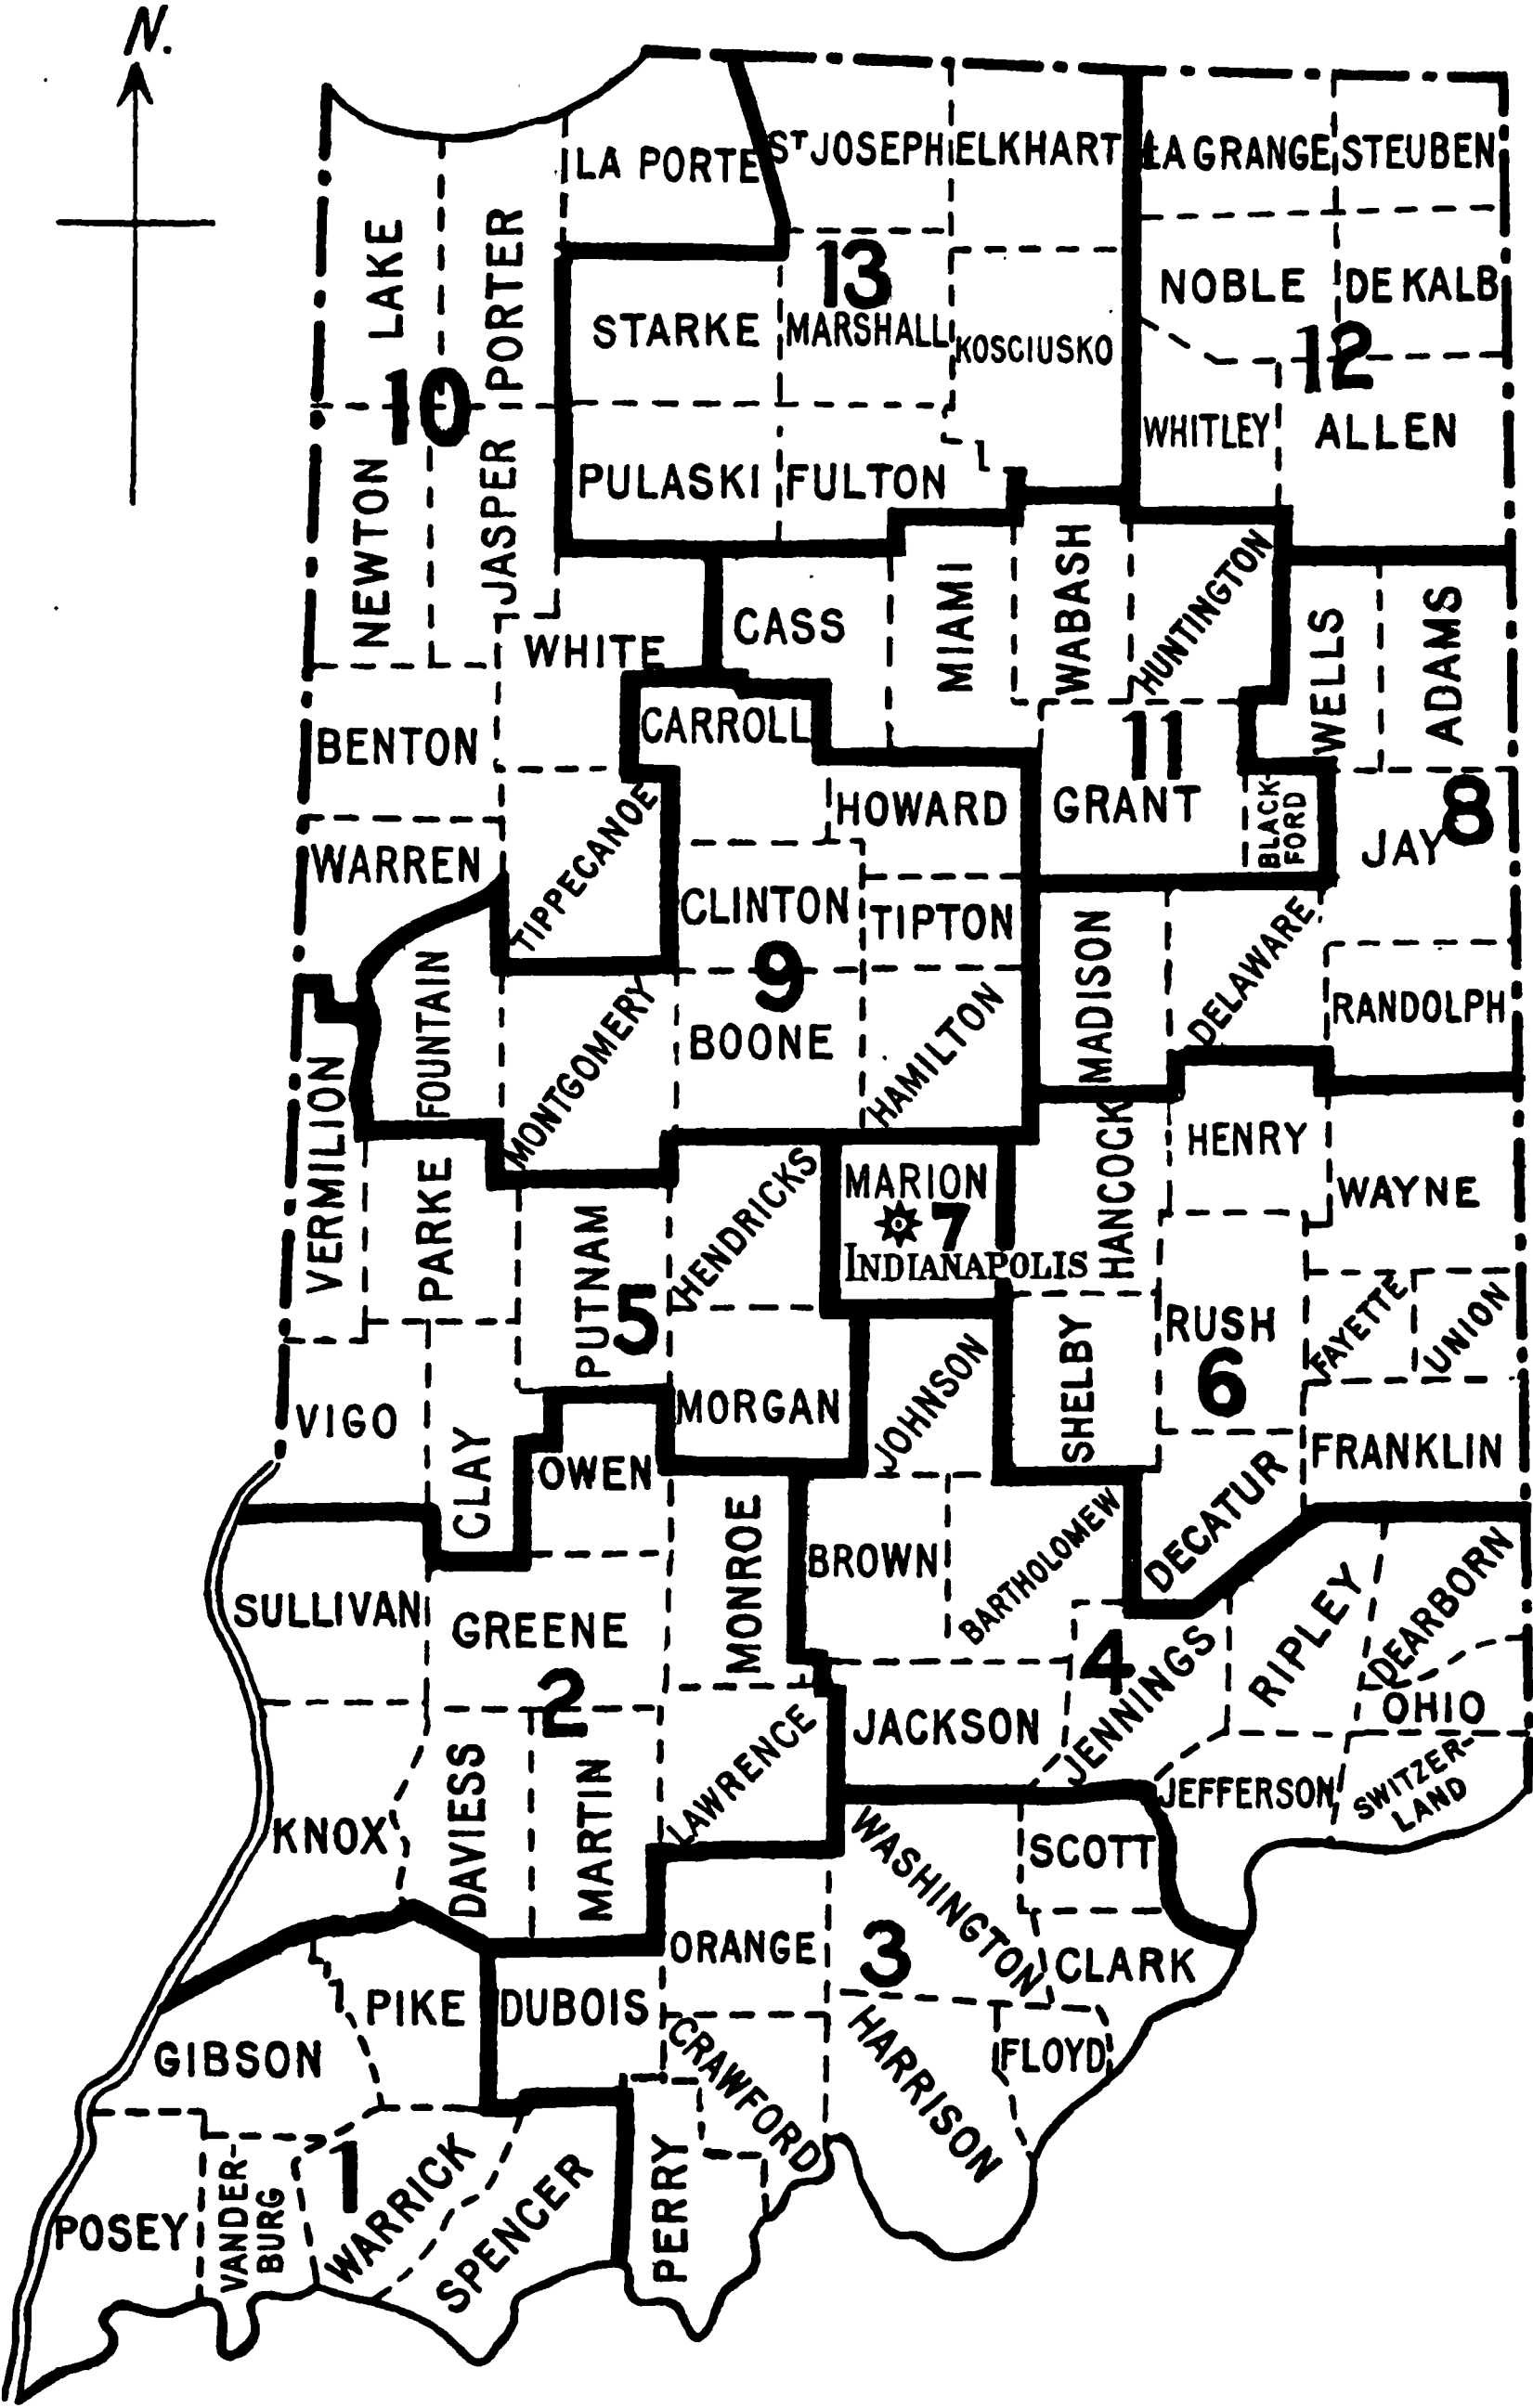 N.
LA PORTE
ST JOSEPH
ELKHART
LAGRANGE
STEUBEN
LAKE
PORTER
13
STARKE
MARSHALL
KOSCIUSKO
NOBLE
DE KALB
12
10
NEWTON
JASPER
PULASKI
FULTON
WHITLEY
ALLEN
WHITE
CASS
MIAMI
WABASH
HUNTINGTON
WELLS
ADAMS
BENTON
CARROLL
11
HOWARD
GRANT
BLACK-
FORD
JAY
8
WARREN
TIPPECANOE
CLINTON
TIPTON
9
MADISON
DELAWARE
RANDOLPH
FOUNTAIN
MONTGOMERY
BOONE
HAMILTON
VERMILION
PARKE
PUTNAM
HENDRICKS
MARION
7
INDIANAPOLIS
HANCOCK
HENRY
WAYNE
5
RUSH
6
FAYETTE
UNION
VIGO
CLAY
OWEN
MORGAN
JOHNSON
SHELBY
DECATUR
FRANKLIN
SULLIVAN
GREENE
MONROE
BROWN
BARTHOLOMEW
2
4
JENNINGS
RIPLEY
DEARBORN
OHIO
KNOX
DAVIESS
MARTIN
LAWRENCE
JACKSON
JEFFERSON
SWITZER-
LAND
WASHINGTON
SCOTT
ORANGE
3
CLARK
GIBSON
PIKE
DUBOIS
CRAWFORD
HARRISON
FLOYD
1
POSEY
VANDER-
BURG
WARRICK
SPENCER
PERRY